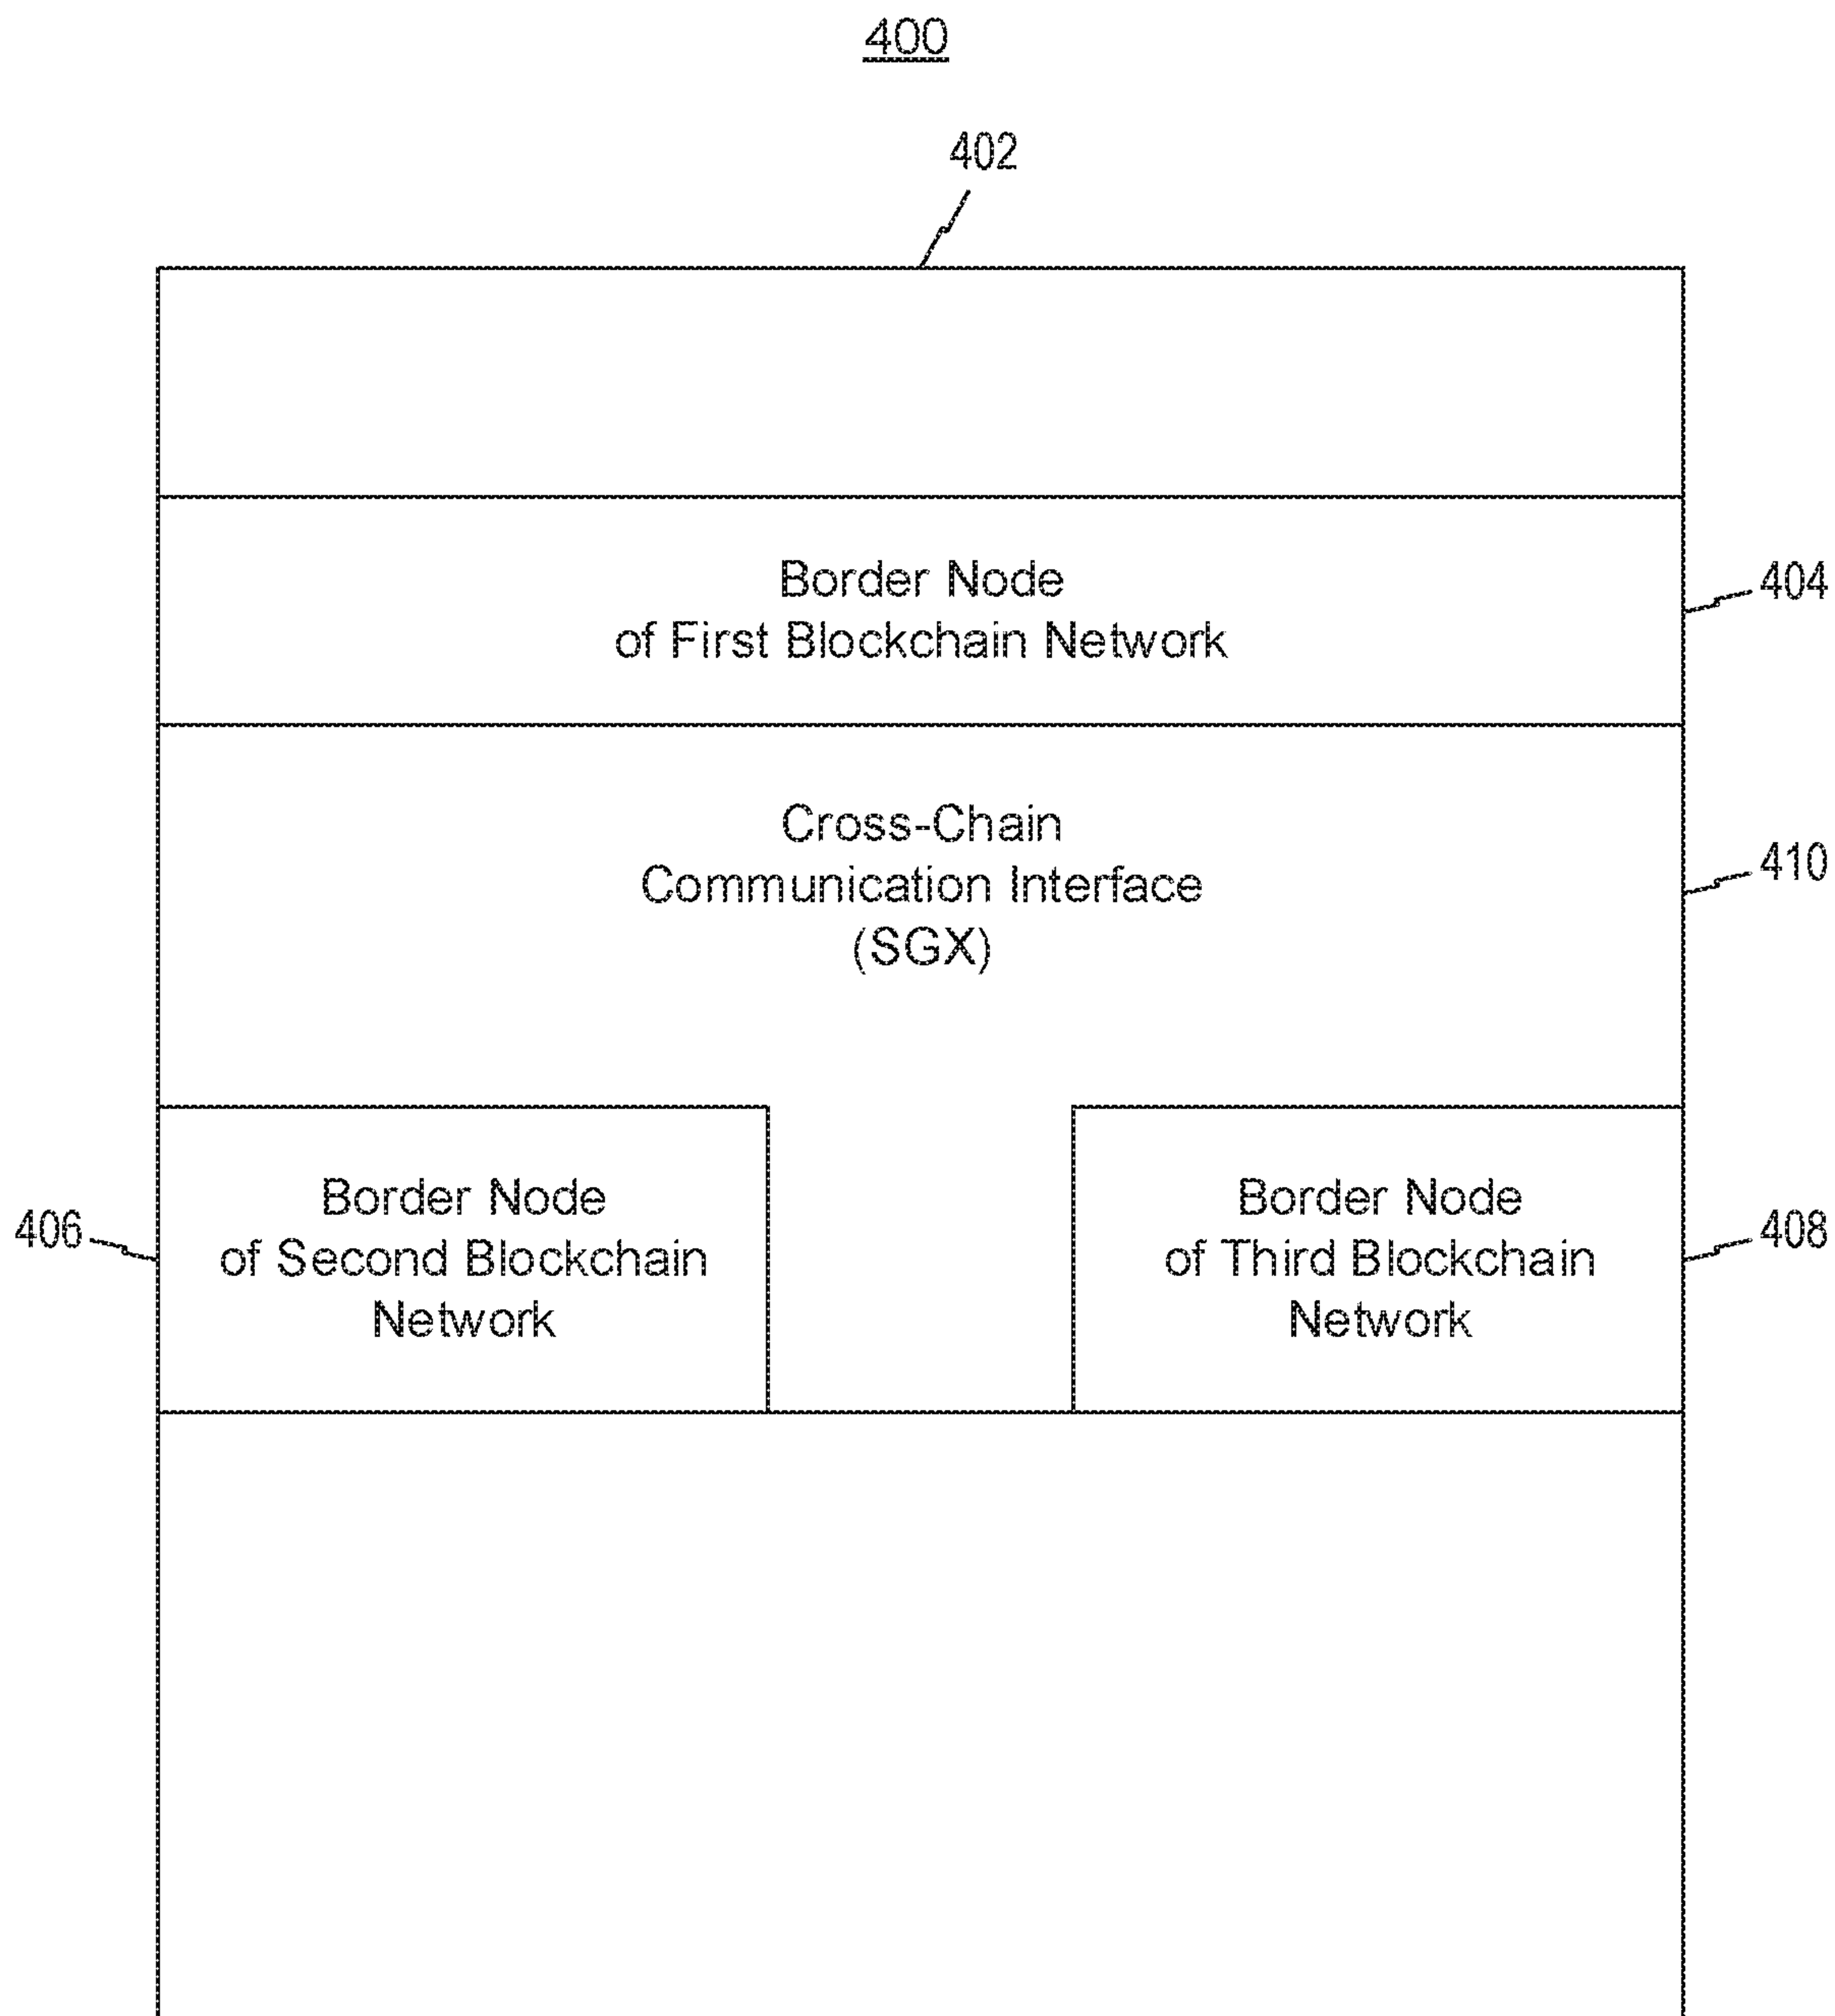 400
402
Border Node
of First Blockchain Network
404
Cross-Chain
Communication Interface
(SGX)
410
406
Border Node
of Second Blockchain
Network
Border Node
of Third Blockchain
Network
408